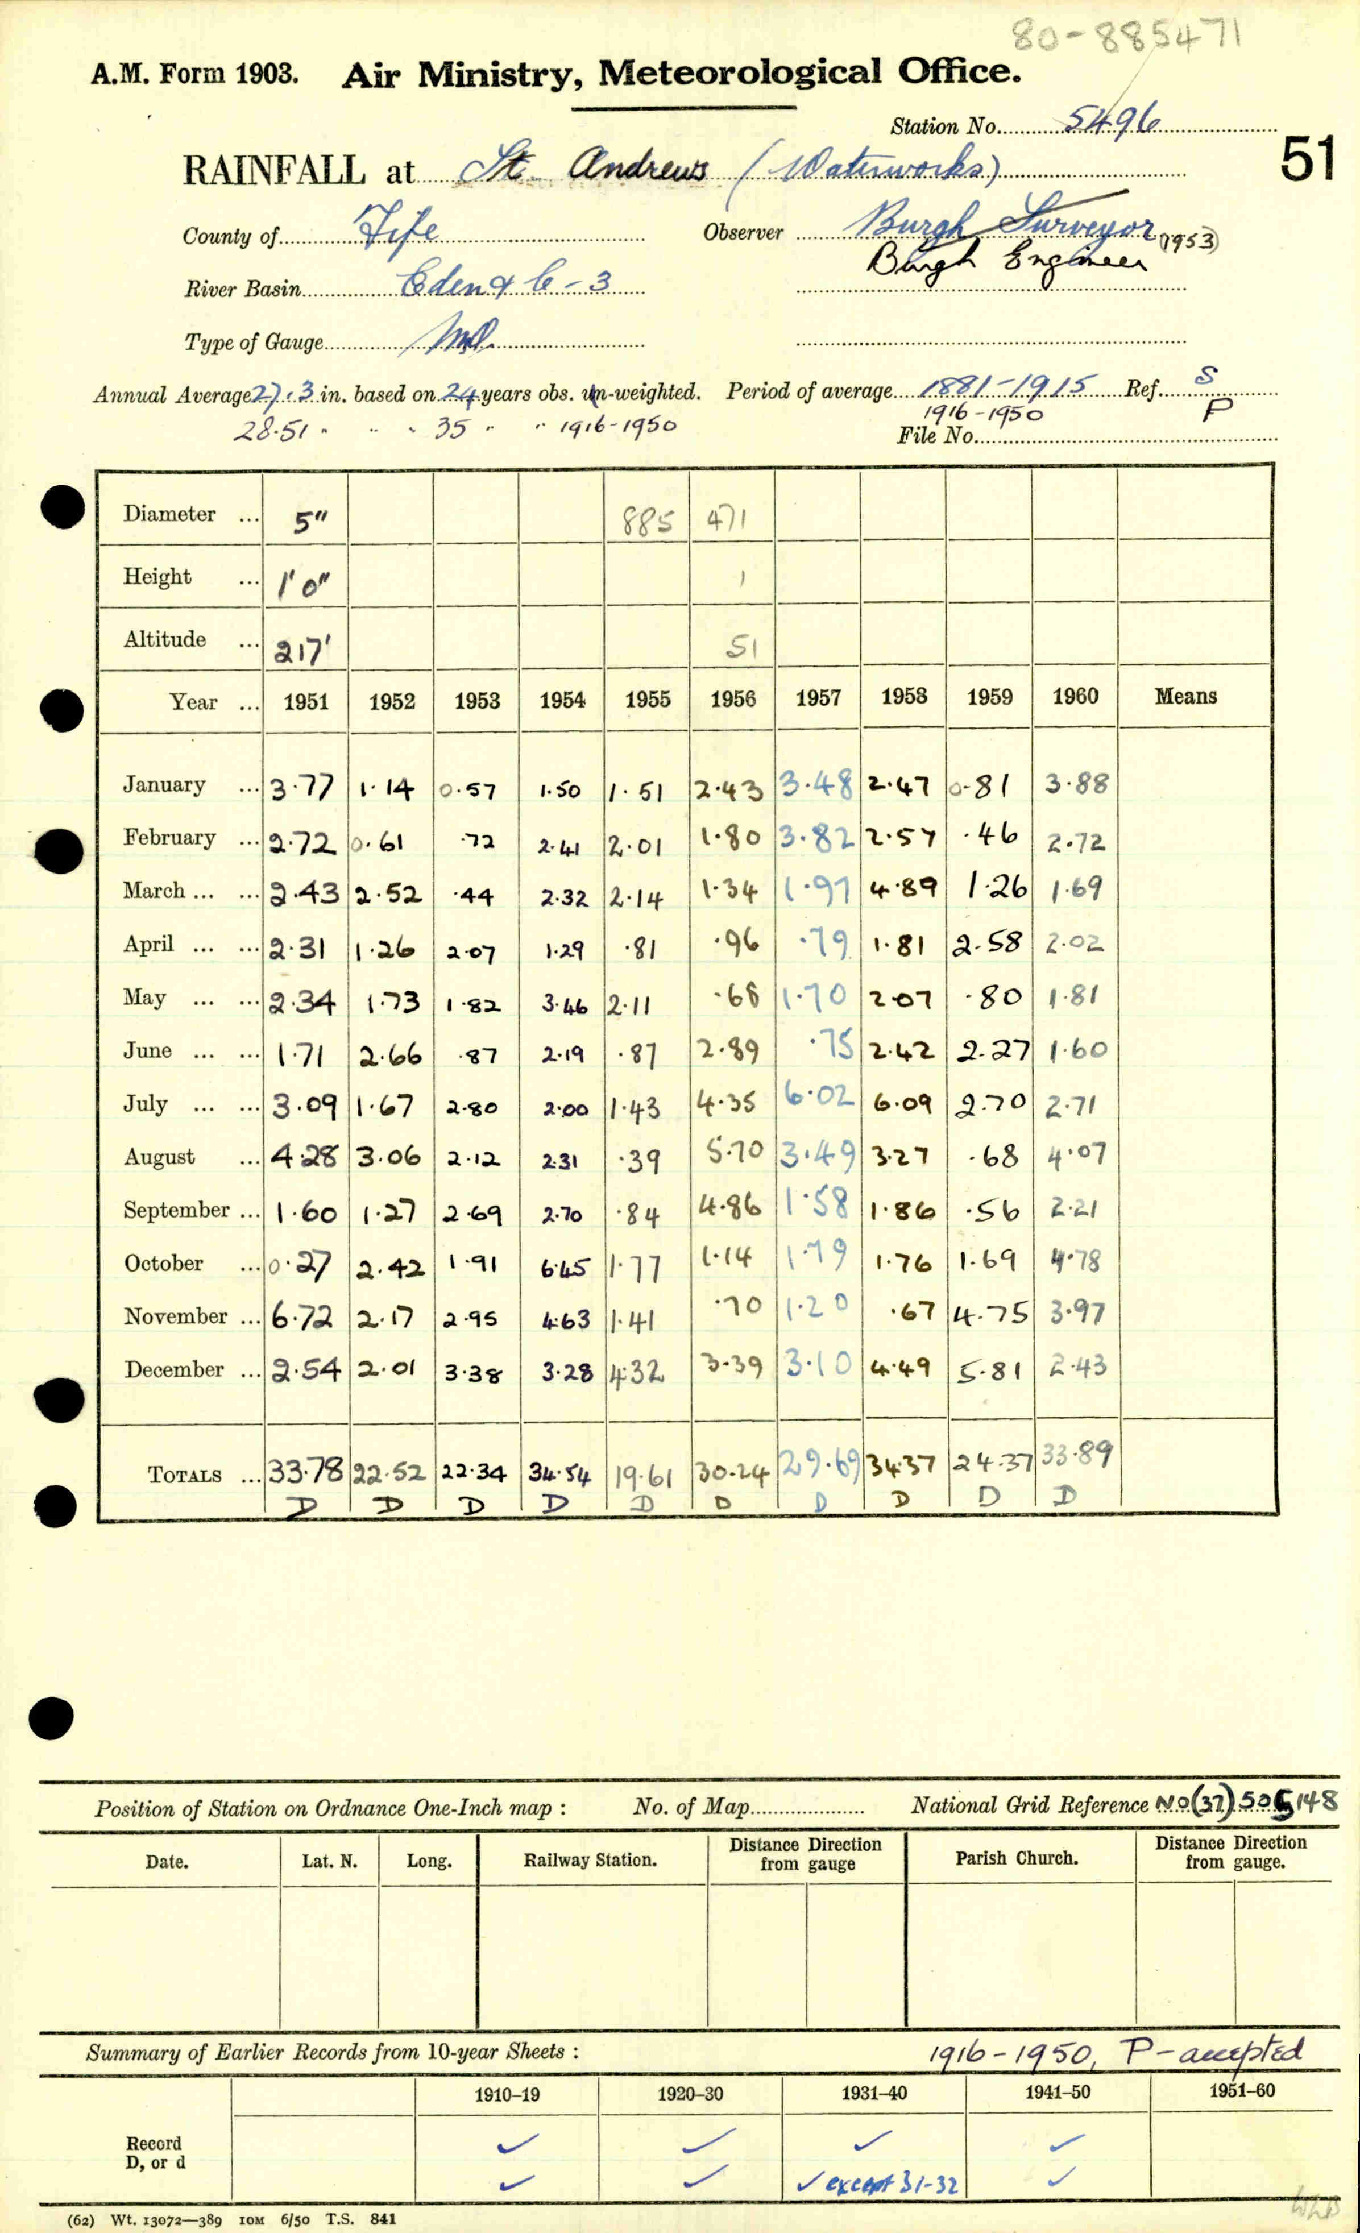 80-885471
A.M. Form 1903. Air Ministry, Meteorological Office.
Station No. 5496
51
RAINFALL at St. Andrews (Waterworks)
County of Fife Observer Burgh Surveyor (1953)
Burgh Engineer
River Basin Eden & C - 3
Type of Gauge
Annual Average 27.3 in. based on 24 years obs. un-weighted. Period of average 1881-1915 Ref. S
28.51 " " " 35 " " 1916-1950 1916-1950 P
File No.
Diameter ... 5" 885 471
Height ... 1'0" 1
Altitude ... 217' 51
Year ... 1951 1952 1953 1954 1955 1956 1957 1958 1959 1960 Means
January ... 3.77 1.14 0.57 1.50 1.51 2.43 3.48 2.47 0.81 3.88
February ... 2.72 0.61 .72 2.41 2.01 1.80 3.82 2.57 .46 2.72
March ... ... 2.43 2.52 .44 2.32 2.14 1.34 1.97 4.89 1.26 1.69
April ... ... 2.31 1.26 2.07 1.29 .81 .96 .79 1.81 2.58 2.02
May ... ... 2.34 1.73 1.82 3.46 2.11 .68 1.70 2.07 .80 1.81
June ... ... 1.71 2.66 .87 2.19 .87 2.89 .75 2.42 2.27 1.60
July ... ... 3.09 1.67 2.80 2.00 1.43 4.35 6.02 6.09 2.70 2.71
August ... 4.28 3.06 2.12 2.31 .39 5.70 3.49 3.27 .68 4.07
September ... 1.60 1.27 2.69 2.70 .84 4.86 1.58 1.86 .56 2.21
October ... 0.27 2.42 1.91 6.45 1.77 1.14 1.79 1.76 1.69 4.78
November ... 6.72 2.17 2.95 4.63 1.41 .70 1.20 .67 4.75 3.97
December ... 2.54 2.01 3.38 3.28 4.32 3.39 3.10 4.49 5.81 2.43
TOTALS ... 33.78 22.52 22.34 34.54 19.61 30.24 29.69 34.37 24.37 33.89
D D D D D D D D D D
Position of Station on Ordnance One-Inch map : No. of Map National Grid Reference NO(37)505148
Date. Lat. N. Long. Railway Station. Distance Direction from gauge Parish Church. Distance Direction from gauge.
Summary of Earlier Records from 10-year Sheets : 1916-1950, P-accepted
1910–19 1920–30 1931–40 1941–50 1951–60
Record ✓ ✓ ✓ ✓
D, or d ✓ ✓ ✓ except 31-32 ✓
(62) Wt. 13072—389 10M 6/50 T.S. 841